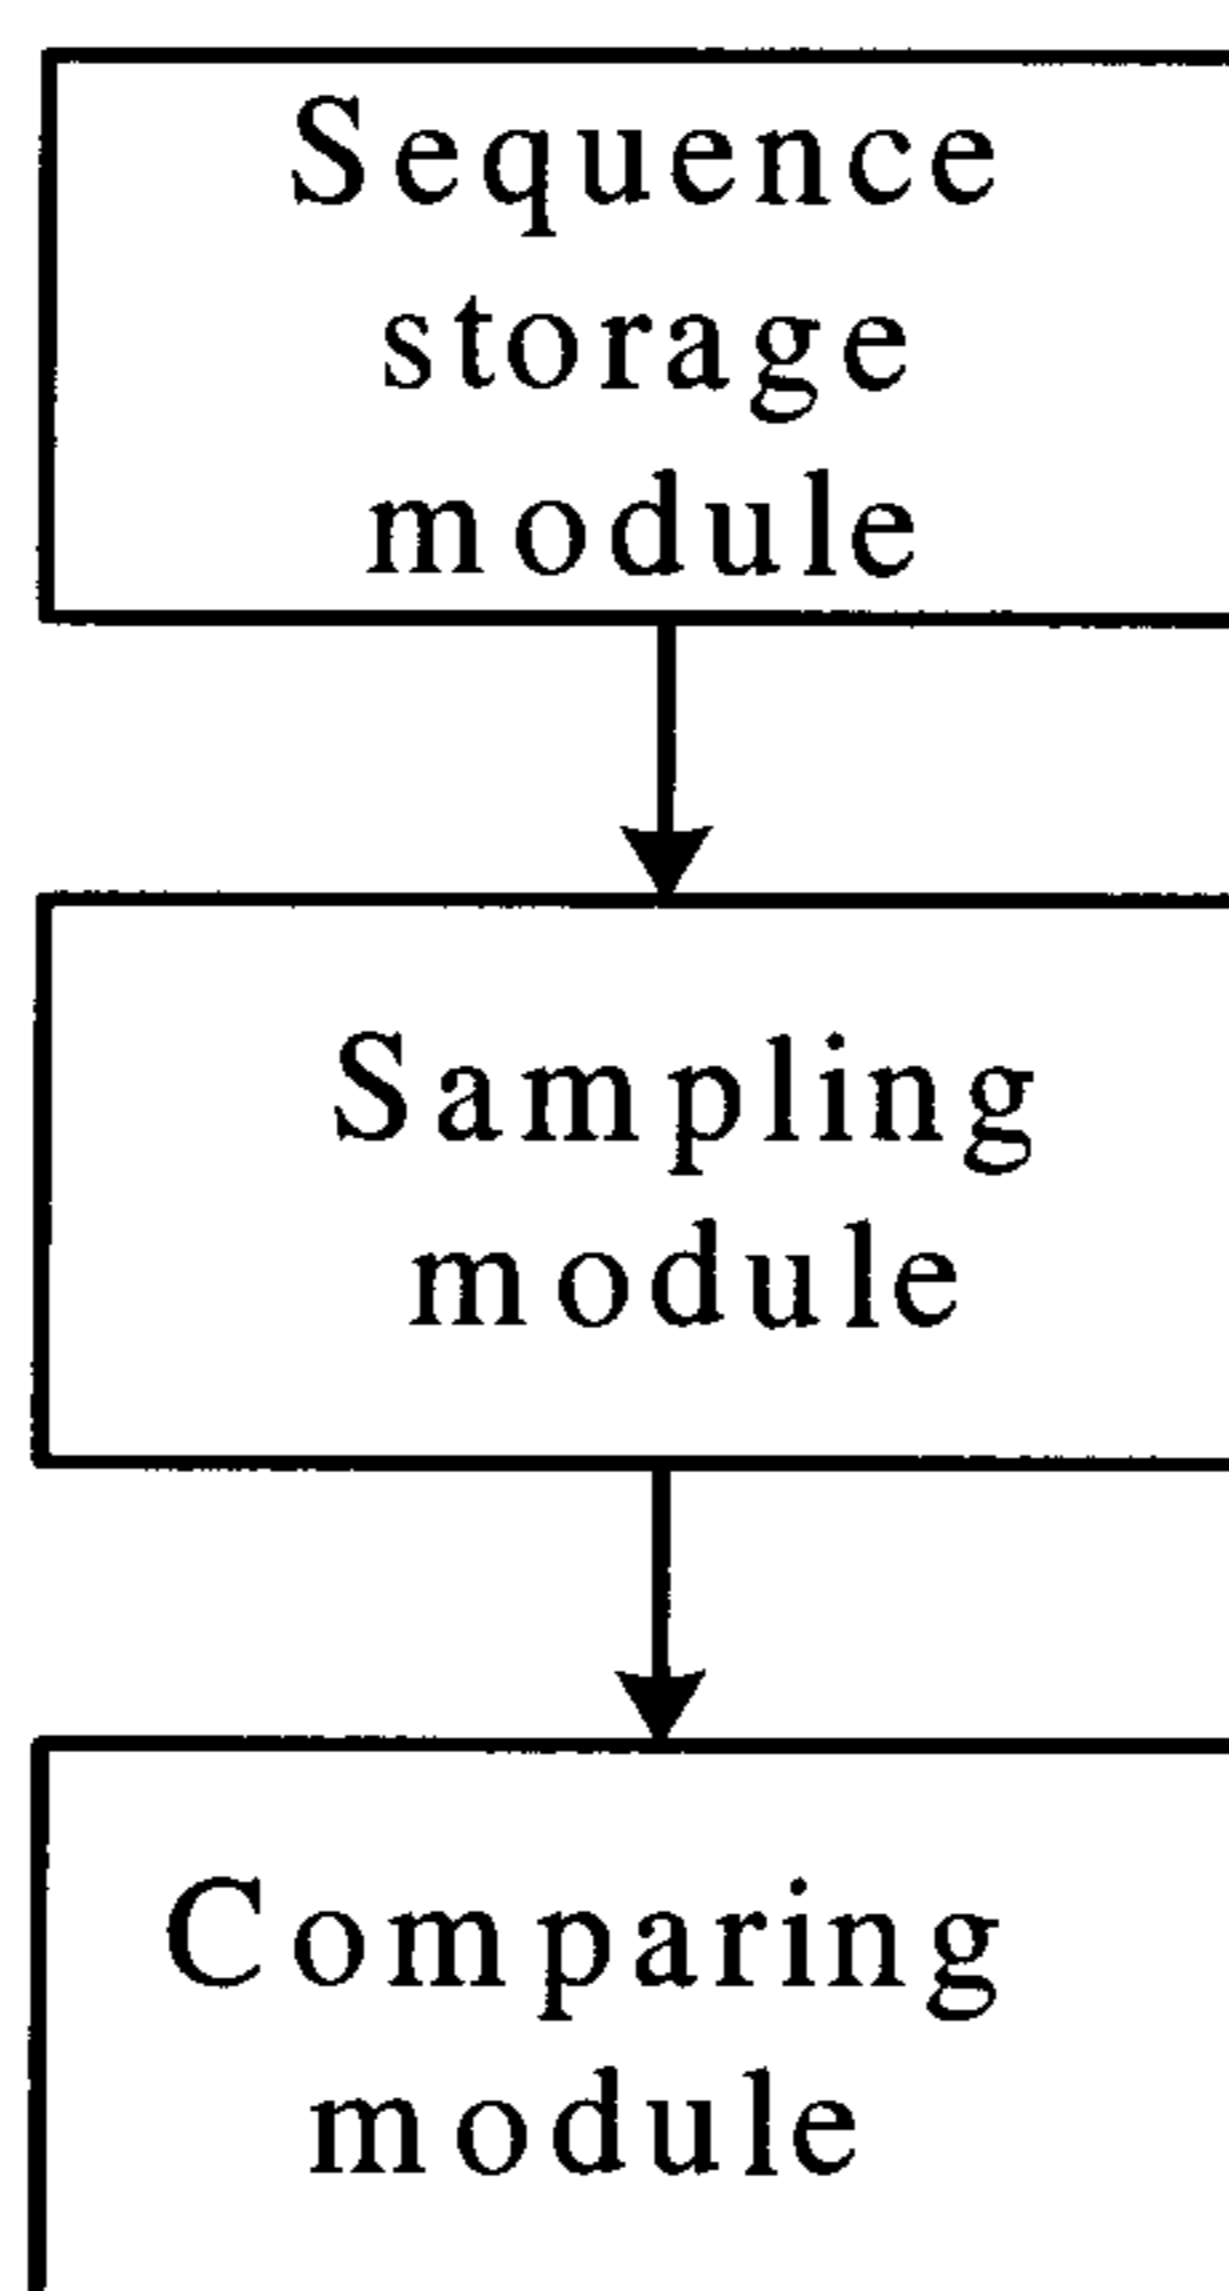 Sequence
storage
module
Sampling
module
Comparing
module